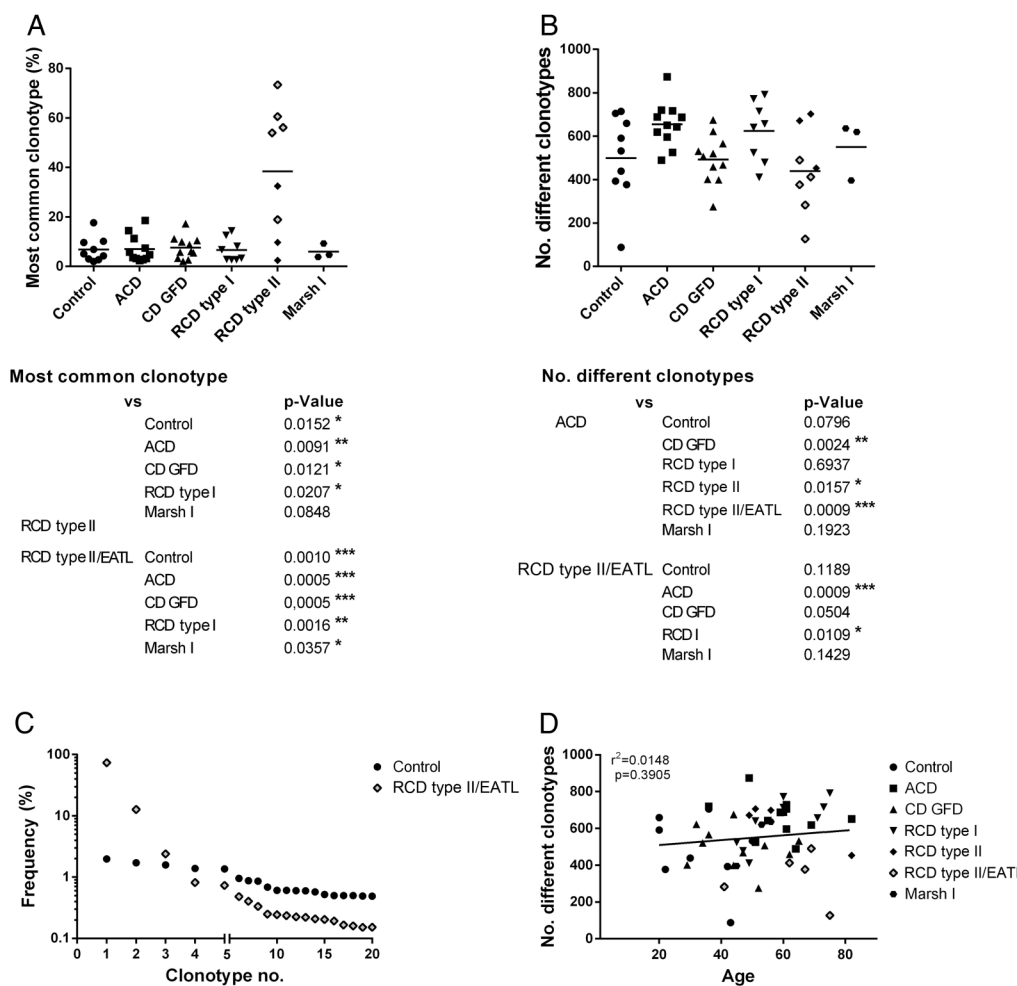 A
Most common clonotype (%)
80
60
40
20
0
Control
ACD
CD GFD
RCD type I
RCD type II
Marsh I
B
No. different clonotypes
1000
800
600
400
200
0
Control
ACD
CD GFD
RCD type I
RCD type II
Marsh I
Most common clonotype
vs p-Value
Control 0.0152 *
ACD 0.0091 **
CD GFD 0.0121 *
RCD type I 0.0207 *
Marsh I 0.0848
RCD type II
RCD type II/EATL Control 0.0010 ***
ACD 0.0005 ***
CD GFD 0,0005 ***
RCD type I 0.0016 **
Marsh I 0.0357 *
No. different clonotypes
vs p-Value
ACD Control 0.0796
CD GFD 0.0024 **
RCD type I 0.6937
RCD type II 0.0157 *
RCD type II/EATL 0.0009 ***
Marsh I 0.1923
RCD type II/EATL Control 0.1189
ACD 0.0009 ***
CD GFD 0.0504
RCD I 0.0109 *
Marsh I 0.1429
C
Frequency (%)
100
10
1
0.1
0 1 2 3 4 5 10 15 20
Clonotype no.
Control
RCD type II/EATL
D
No. different clonotypes
1000
800
600
400
200
0
r²=0.0148
p=0.3905
20 40 60 80
Age
Control
ACD
CD GFD
RCD type I
RCD type II
RCD type II/EATL
Marsh I